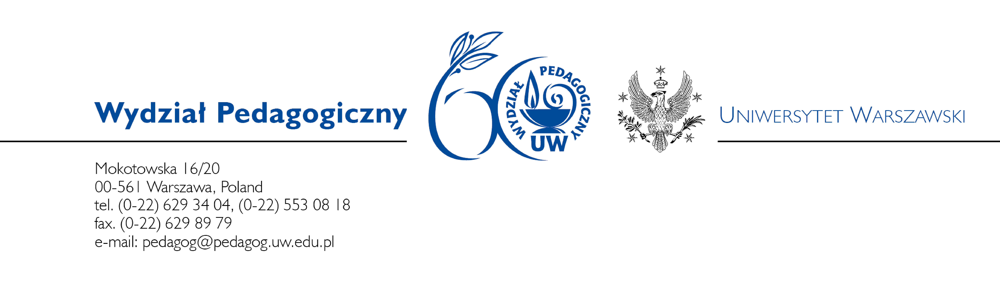 Wydział Pedagogiczny
60
WYDZIAŁ PEDAGOGICZNY
UW
UNIWERSYTET WARSZAWSKI
Mokotowska 16/20
00-561 Warszawa, Poland
tel. (0-22) 629 34 04, (0-22) 553 08 18
fax. (0-22) 629 89 79
e-mail: pedagog@pedagog.uw.edu.pl